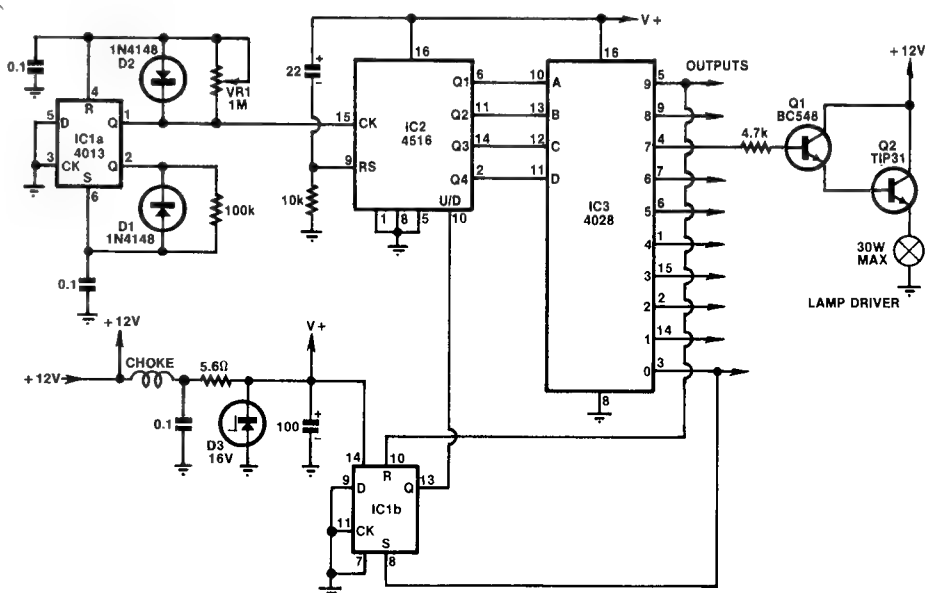 V+
+12V
1N4148
D2
0.1
VR1
1M
4
R
5
D
Q
1
IC1a
4013
3
CK
Q
2
S
6
D1
1N4148
100k
0.1
22
+
-
16
15
CK
IC2
4516
9
RS
10k
Q1
6
Q2
11
Q3
14
Q4
2
U/D
1
8
5
10
16
10
A
13
B
12
C
11
D
IC3
4028
8
OUTPUTS
9
5
8
9
7
4
6
7
5
6
4
1
3
15
2
2
1
14
0
3
4.7k
Q1
BC548
Q2
TIP31
30W
MAX
LAMP DRIVER
+12V
+12V
CHOKE
5.6Ω
V+
0.1
D3
16V
100
+
-
14
10
R
9
D
Q
13
IC1b
11
CK
S
7
8